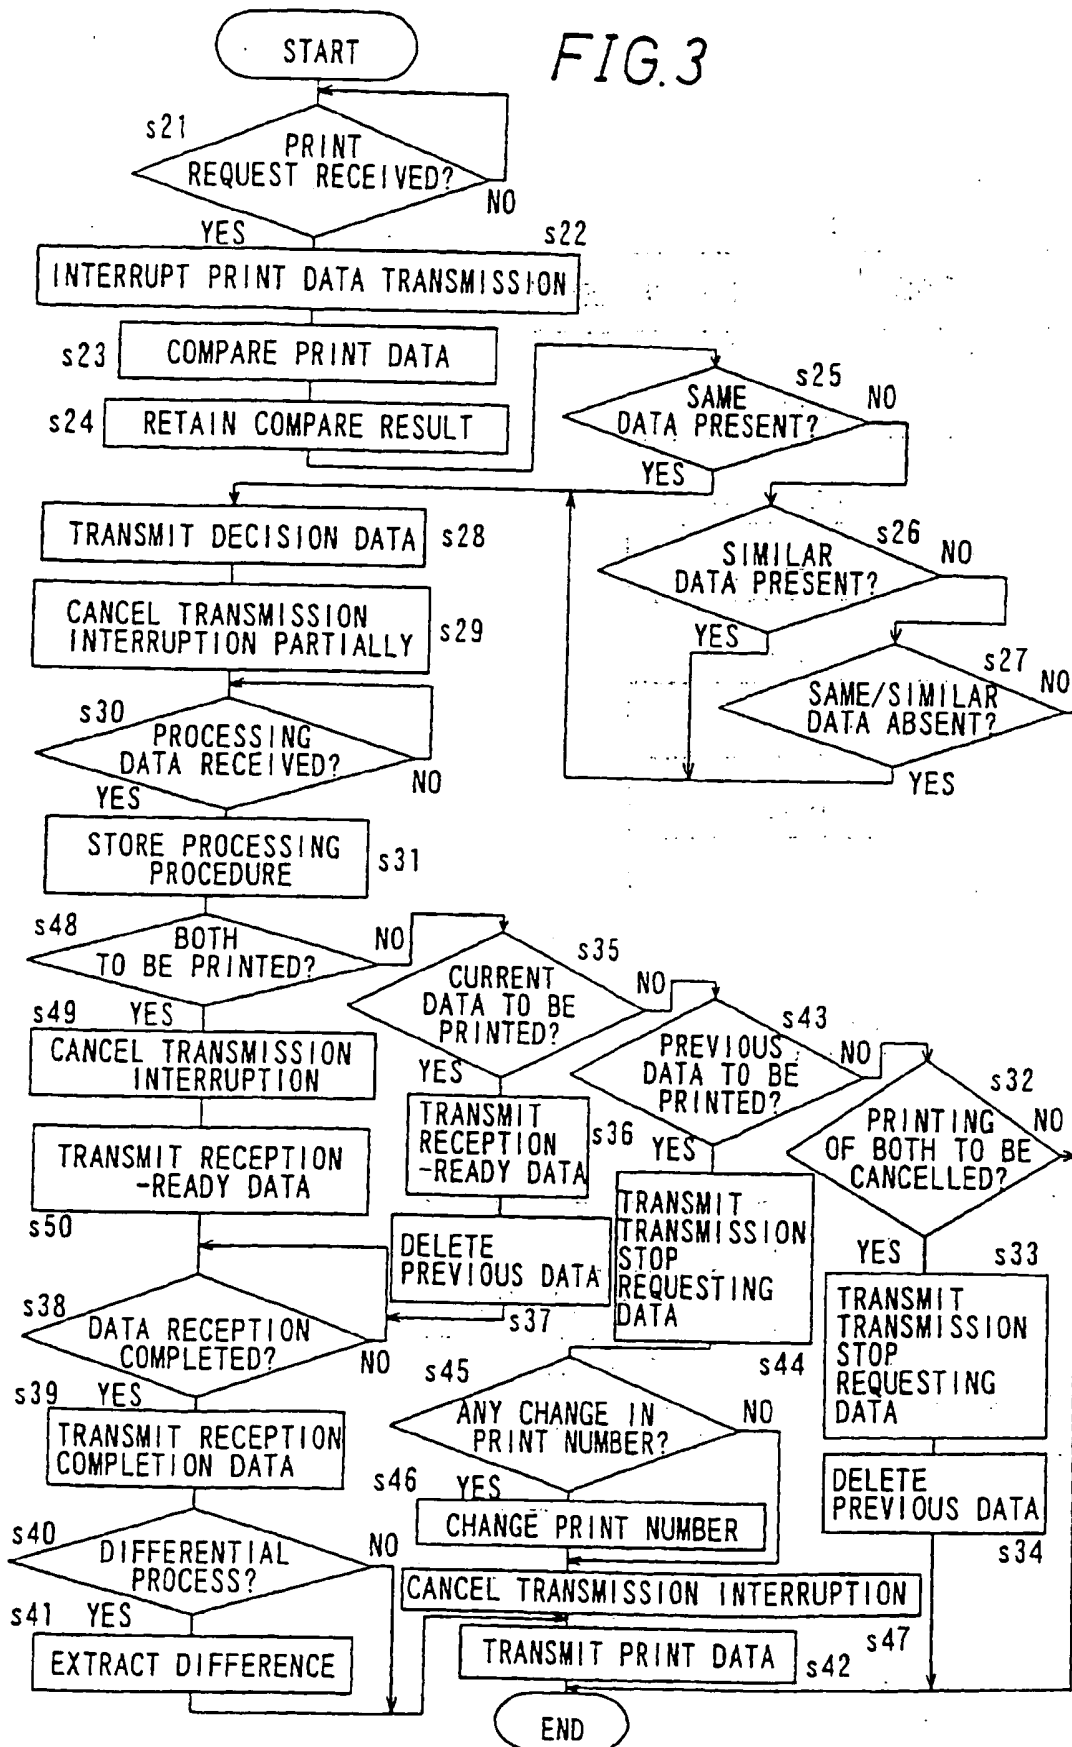 FIG.3
START
s21
PRINT
REQUEST RECEIVED?
NO
YES
s22
INTERRUPT PRINT DATA TRANSMISSION
s23
COMPARE PRINT DATA
s24
RETAIN COMPARE RESULT
s25
SAME
DATA PRESENT?
NO
YES
s26
SIMILAR
DATA PRESENT?
NO
YES
s27
SAME/SIMILAR
DATA ABSENT?
NO
YES
TRANSMIT DECISION DATA
s28
CANCEL TRANSMISSION
INTERRUPTION PARTIALLY
s29
s30
PROCESSING
DATA RECEIVED?
NO
YES
STORE PROCESSING
PROCEDURE
s31
s48
BOTH
TO BE PRINTED?
NO
YES
s49
CANCEL TRANSMISSION
INTERRUPTION
TRANSMIT RECEPTION
-READY DATA
s50
s35
CURRENT
DATA TO BE
PRINTED?
NO
YES
TRANSMIT
RECEPTION
-READY DATA
s36
DELETE
PREVIOUS DATA
s37
s43
PREVIOUS
DATA TO BE
PRINTED?
NO
YES
TRANSMIT
TRANSMISSION
STOP
REQUESTING
DATA
s44
s32
PRINTING
OF BOTH TO BE
CANCELLED?
NO
YES
s33
TRANSMIT
TRANSMISSION
STOP
REQUESTING
DATA
DELETE
PREVIOUS DATA
s34
s38
DATA RECEPTION
COMPLETED?
NO
s39
YES
TRANSMIT RECEPTION
COMPLETION DATA
s40
DIFFERENTIAL
PROCESS?
NO
s41
YES
EXTRACT DIFFERENCE
s45
ANY CHANGE IN
PRINT NUMBER?
NO
s46
YES
CHANGE PRINT NUMBER
CANCEL TRANSMISSION INTERRUPTION
s47
TRANSMIT PRINT DATA
s42
END